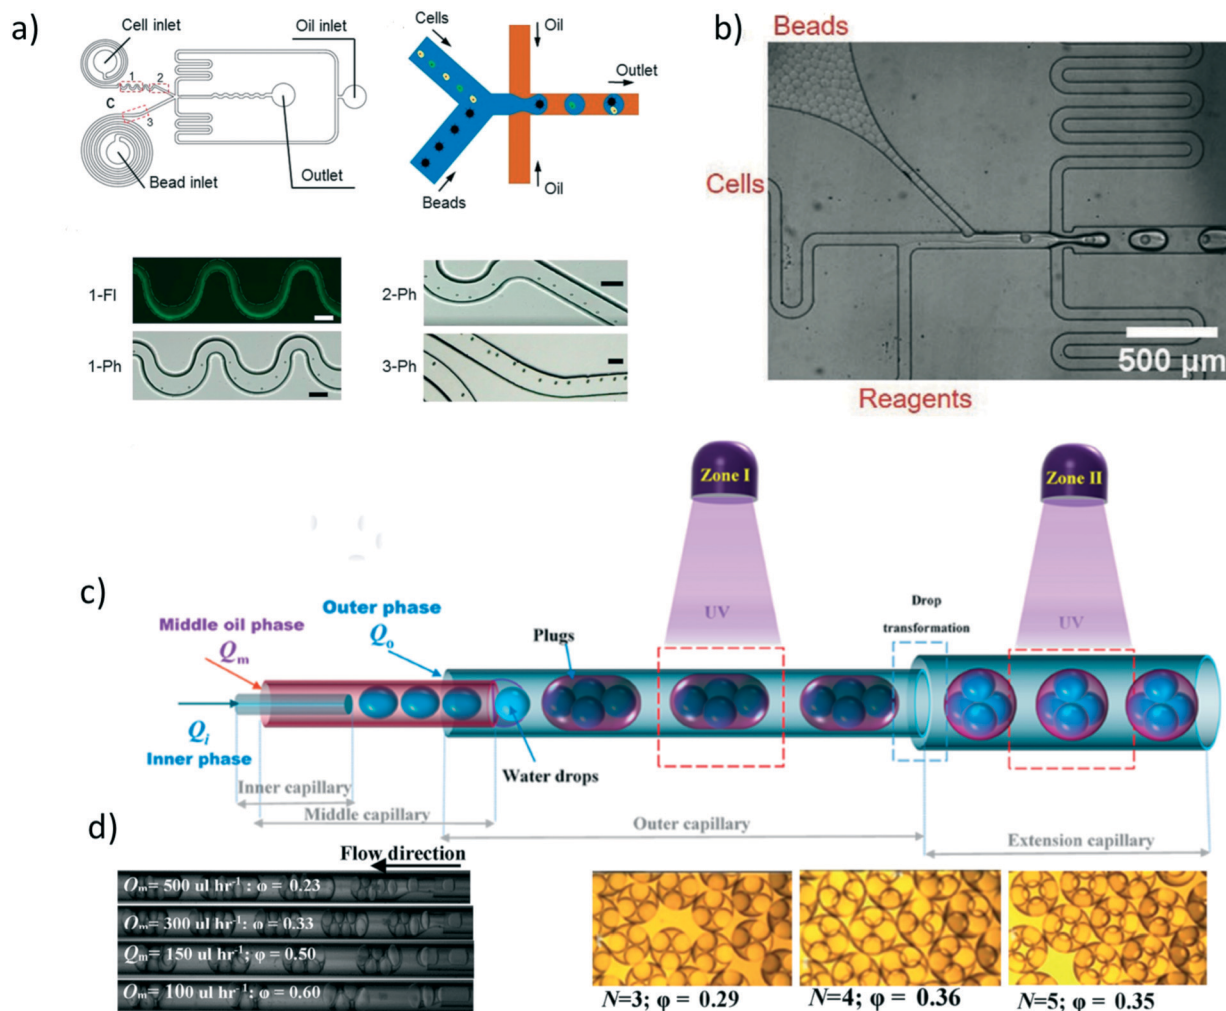 a)
Cell inlet
Oil inlet
1
2
C
3
Bead inlet
Outlet
Cells
Oil
Outlet
Beads
Oil
1-Fl
2-Ph
1-Ph
3-Ph
b)
Beads
Cells
500 μm
Reagents
c)
Zone I
Zone II
UV
UV
Middle oil phase
Qm
Outer phase
Qo
Plugs
Drop
transformation
Qi
Inner phase
Water drops
Inner capillary
Middle capillary
Outer capillary
Extension capillary
d)
Flow direction
Om= 500 ul hr-1 : φ = 0.23
Om= 300 ul hr-1: φ = 0.33
Qm= 150 ul hr-1; φ = 0.50
Om= 100 ul hr-1; φ = 0.60
N=3; φ = 0.29
N=4; φ = 0.36
N=5; φ = 0.35